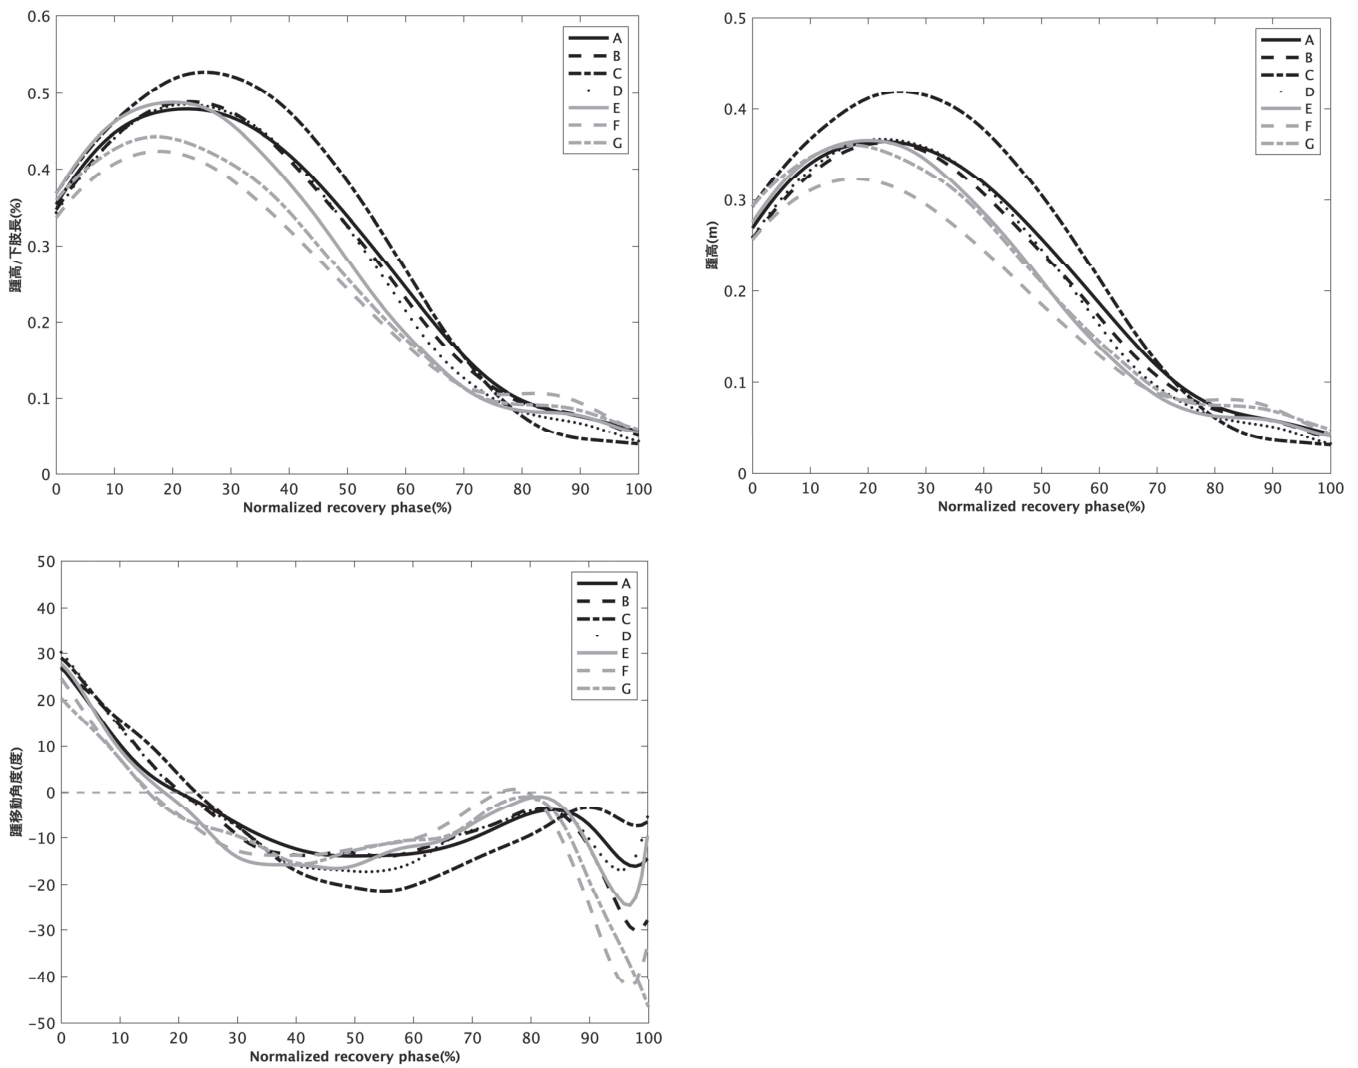 0.6
0.5
0.4
0.3
0.2
0.1
0
踵高/下肢長(%)
0 10 20 30 40 50 60 70 80 90 100
Normalized recovery phase(%)
A
B
C
D
E
F
G
0.5
0.4
0.3
0.2
0.1
0
踵高(m)
0 10 20 30 40 50 60 70 80 90 100
Normalized recovery phase(%)
A
B
C
D
E
F
G
50
40
30
20
10
0
-10
-20
-30
-40
-50
踵移動角度(度)
0 10 20 30 40 50 60 70 80 90 100
Normalized recovery phase(%)
A
B
C
D
E
F
G